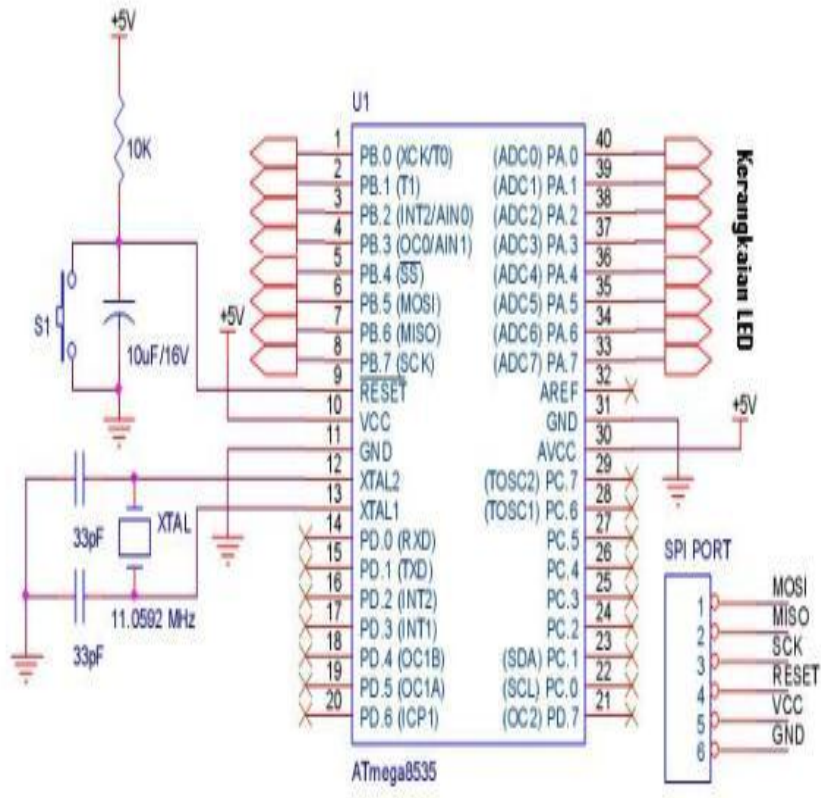 +5V
10K
S1
10uF/16V
+5V
33pF
XTAL
11.0592 MHz
33pF
U1
1 PB.0 (XCK/T0)
2 PB.1 (T1)
3 PB.2 (INT2/AIN0)
4 PB.3 (OC0/AIN1)
5 PB.4 (SS)
6 PB.5 (MOSI)
7 PB.6 (MISO)
8 PB.7 (SCK)
9 RESET
10 VCC
11 GND
12 XTAL2
13 XTAL1
14 PD.0 (RXD)
15 PD.1 (TXD)
16 PD.2 (INT2)
17 PD.3 (INT1)
18 PD.4 (OC1B)
19 PD.5 (OC1A)
20 PD.6 (ICP1)
(ADC0) PA.0 40
(ADC1) PA.1 39
(ADC2) PA.2 38
(ADC3) PA.3 37
(ADC4) PA.4 36
(ADC5) PA.5 35
(ADC6) PA.6 34
(ADC7) PA.7 33
AREF 32
GND 31
AVCC 30
(TOSC2) PC.7 29
(TOSC1) PC.6 28
PC.5 27
PC.4 26
PC.3 25
PC.2 24
(SDA) PC.1 23
(SCL) PC.0 22
(OC2) PD.7 21
ATmega8535
Kerangkaian LED
+5V
SPI PORT
1 MOSI
2 MISO
3 SCK
4 RESET
5 VCC
6 GND